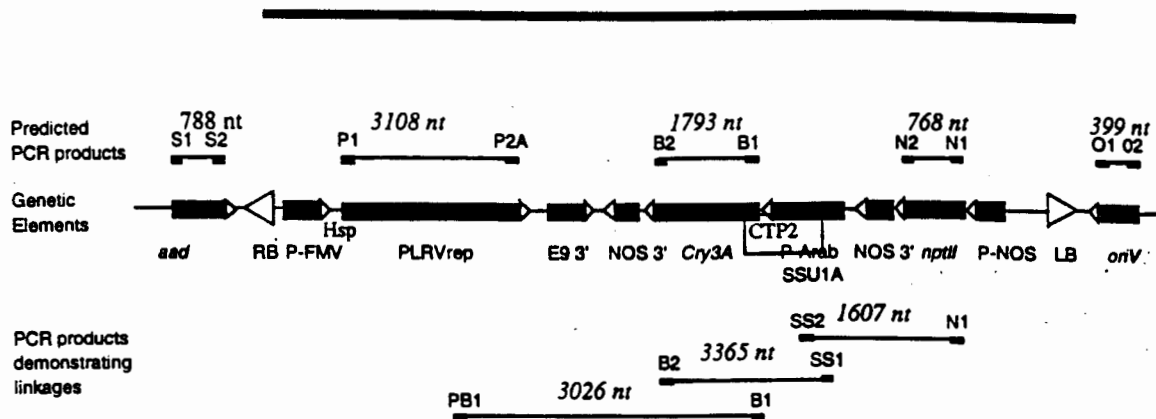 788 nt 3108 nt 1793 nt 768 nt 399 nt
Predicted PCR products
S1 S2 P1 P2A B2 B1 N2 N1 O1 02
Genetic Elements
Hsp CTP2
aad RB P-FMV PLRVrep E9 3' NOS 3' Cry3A P-Arab SSU1A NOS 3' nptII P-NOS LB oriV
PCR products demonstrating linkages
SS2 1607 nt N1
B2 3365 nt SS1
PB1 3026 nt B1